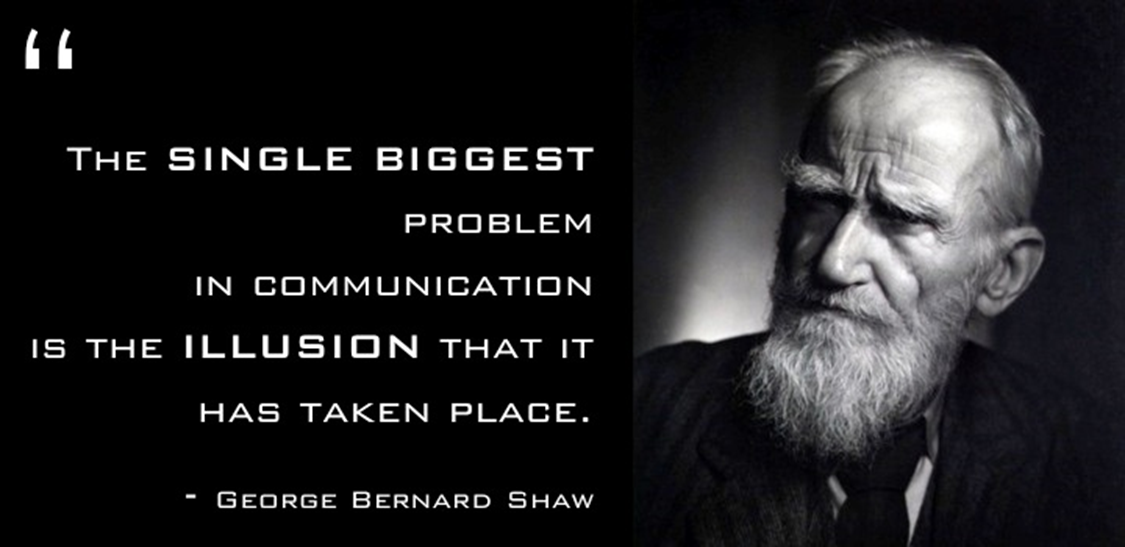 “
The SINGLE BIGGEST
PROBLEM
IN COMMUNICATION
IS THE ILLUSION THAT IT
HAS TAKEN PLACE.
- George Bernard Shaw